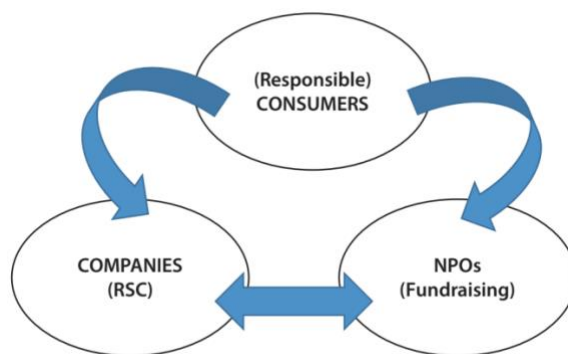 (Responsible)
CONSUMERS
COMPANIES
(RSC)
NPOs
(Fundraising)